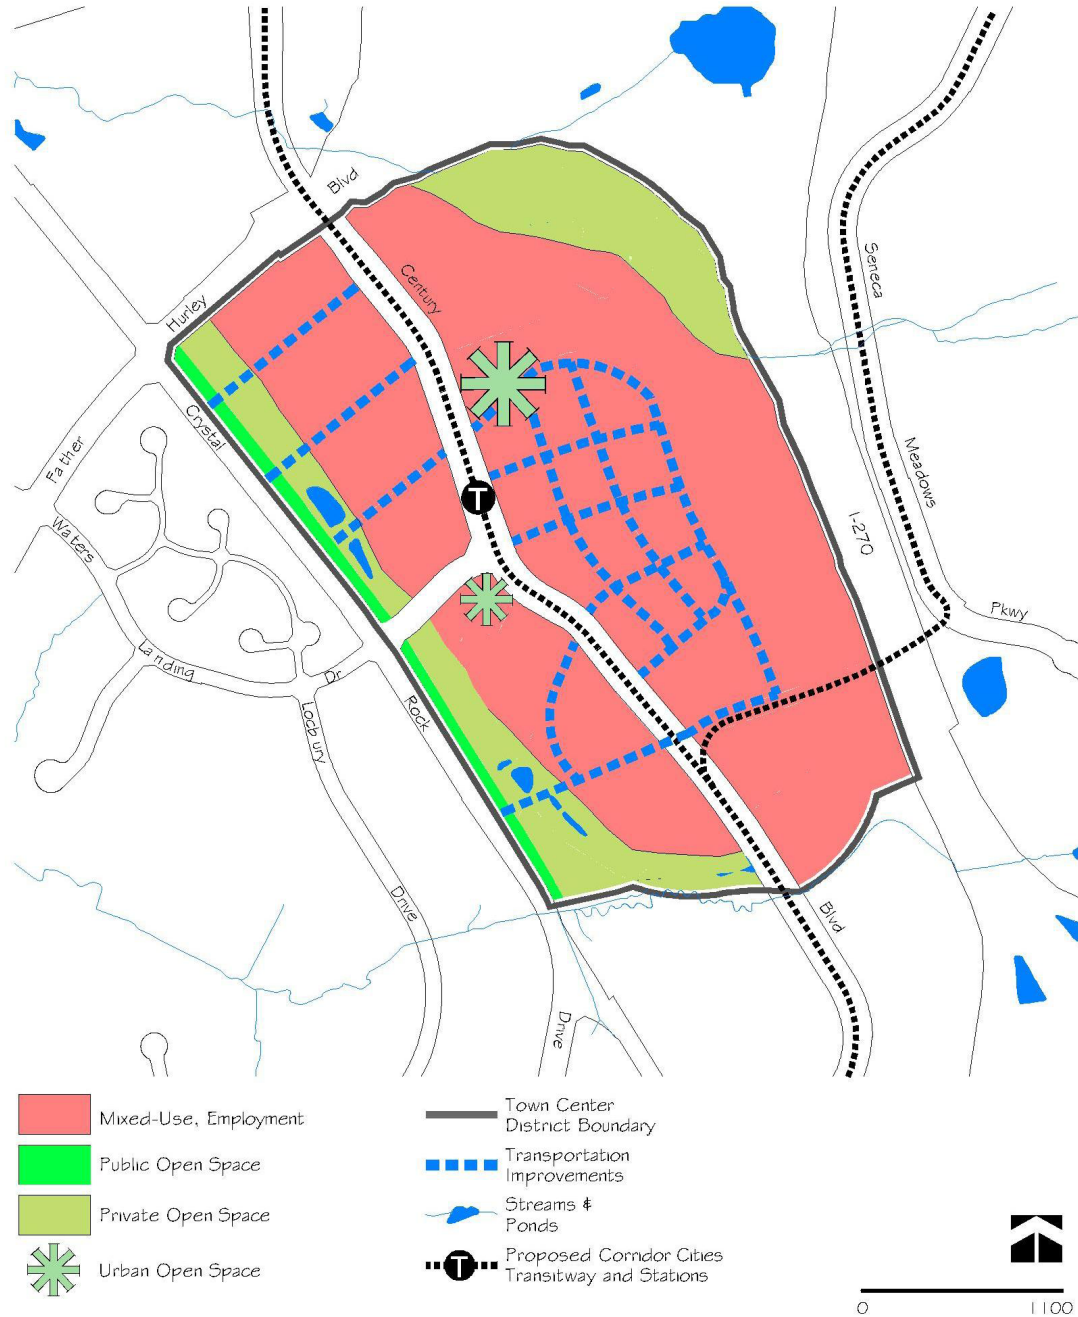 Blvd
Century
Hurley
Seneca
Crystal
Father
Meadows
T
I-270
Waters
Pkwy
Landing
Dr
Rock
Locbury
Drive
Blvd
Drive
Mixed-Use, Employment
Public Open Space
Private Open Space
Urban Open Space
Town Center
District Boundary
Transportation
Improvements
Streams &
Ponds
T
Proposed Corridor Cities
Transitway and Stations
0
1100